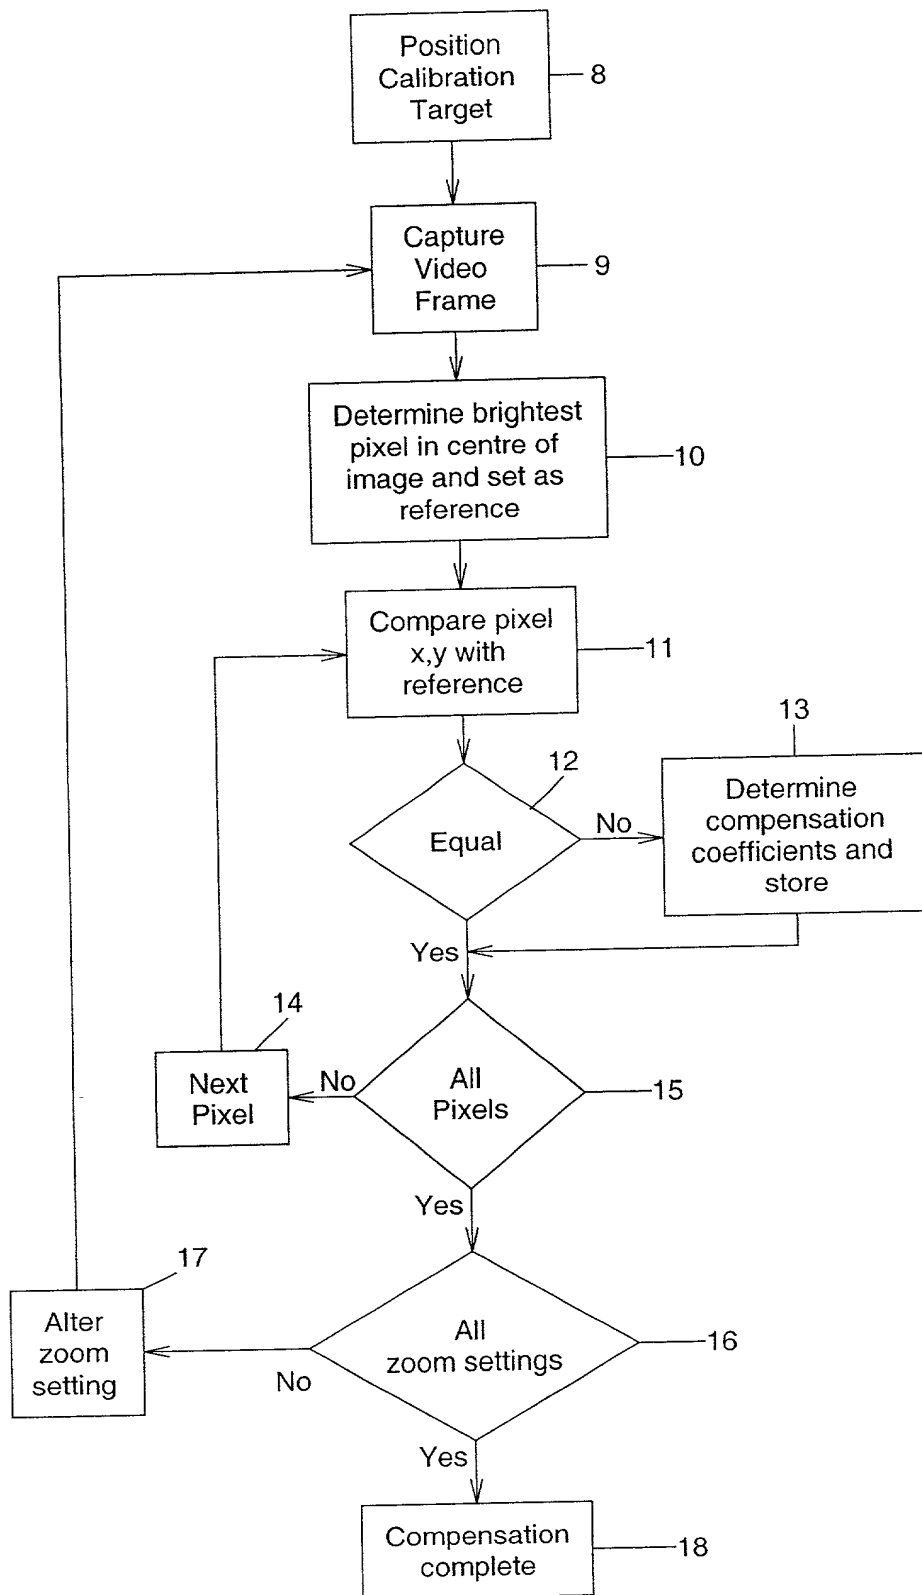 Position
Calibration
Target
8
Capture
Video
Frame
9
Determine brightest
pixel in centre of
image and set as
reference
10
Compare pixel
x,y with
reference
11
12
Equal
No
13
Determine
compensation
coefficients and
store
Yes
14
Next
Pixel
No
All
Pixels
15
Yes
17
Alter
zoom
setting
No
All
zoom settings
16
Yes
Compensation
complete
18